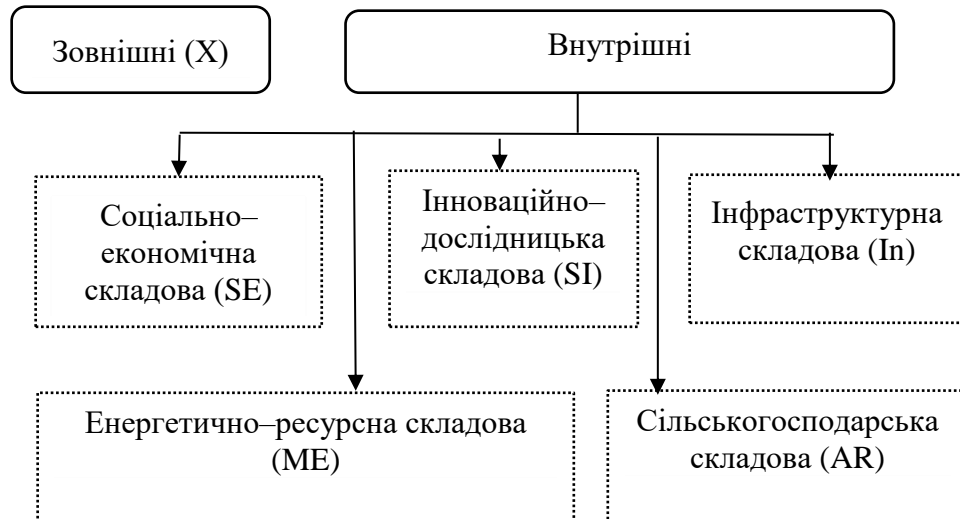 Зовнішні (X)
Внутрішні
Соціально–
економічна
складова (SE)
Інноваційно–
дослідницька
складова (SI)
Інфраструктурна
складова (In)
Енергетично–ресурсна складова
(ME)
Сільськогосподарська
складова (AR)